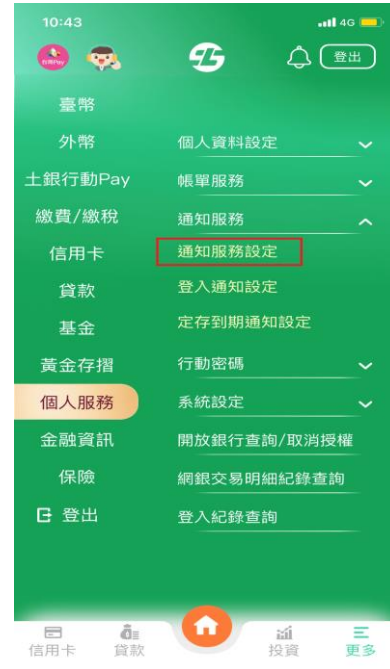 10:43
4G
台灣Pay
登出
臺幣
外幣
土銀行動Pay
繳費/繳稅
信用卡
貸款
基金
黃金存摺
個人服務
金融資訊
保險
登出
個人資料設定
帳單服務
通知服務
通知服務設定
登入通知設定
定存到期通知設定
行動密碼
系統設定
開放銀行查詢/取消授權
網銀交易明細紀錄查詢
登入紀錄查詢
信用卡
貸款
投資
更多